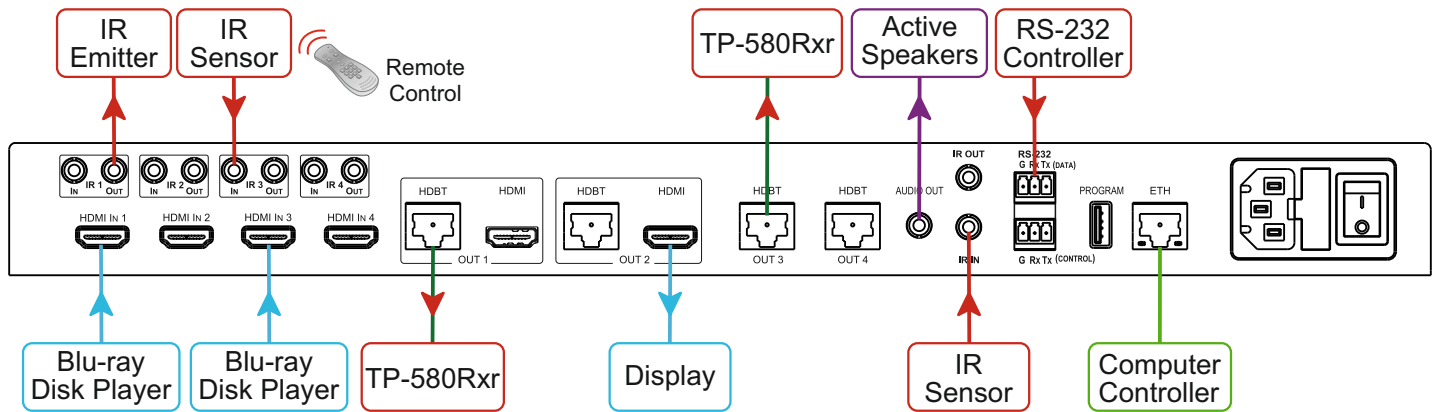 IR
Emitter
IR
Sensor
Remote
Control
TP-580Rxr
Active
Speakers
RS-232
Controller
IN IR 1 OUT
IN IR 2 OUT
IN IR 3 OUT
IN IR 4 OUT
HDMI IN 1
HDMI IN 2
HDMI IN 3
HDMI IN 4
HDBT
HDMI
OUT 1
HDBT
HDMI
OUT 2
HDBT
OUT 3
HDBT
OUT 4
AUDIO OUT
IR OUT
IR IN
RS-232
G Rx Tx (DATA)
G Rx Tx (CONTROL)
PROGRAM
ETH
Blu-ray
Disk Player
Blu-ray
Disk Player
TP-580Rxr
Display
IR
Sensor
Computer
Controller